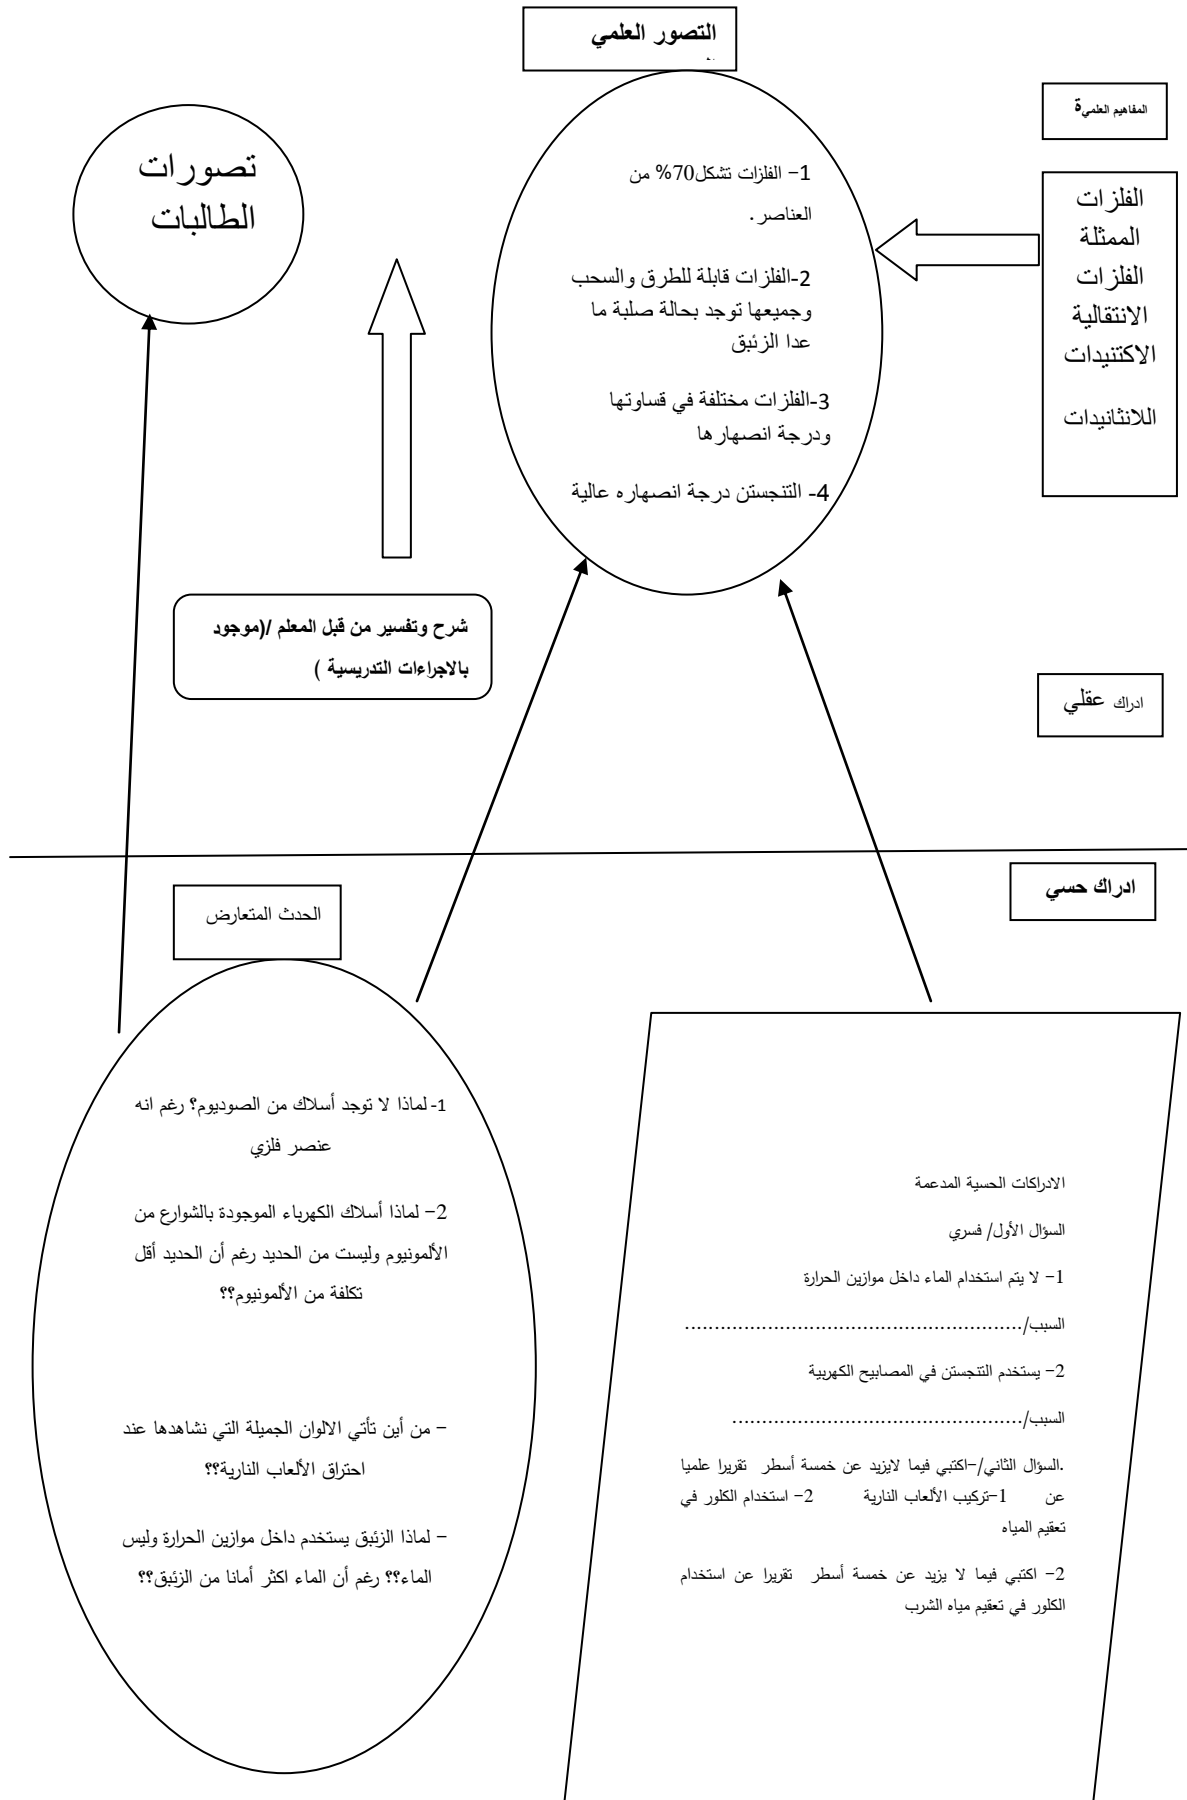 التصور العلمي
المفاهيم العلمية
تصورات
الطالبات
1– الفلزات تشكل70% من
العناصر.
2-الفلزات قابلة للطرق والسحب
وجميعها توجد بحالة صلبة ما
عدا الزئبق
3-الفلزات مختلفة في قساوتها
ودرجة انصهارها
4- التنجستن درجة انصهاره عالية
الفلزات
الممثلة
الفلزات
الانتقالية
الاكتنيدات
اللانثانيدات
شرح وتفسير من قبل المعلم /(موجود
بالاجراءات التدريسية )
ادراك عقلي
ادراك حسي
الحدث المتعارض
1- لماذا لا توجد أسلاك من الصوديوم؟ رغم انه
عنصر فلزي
2– لماذا أسلاك الكهرباء الموجودة بالشوارع من
الألمونيوم وليست من الحديد رغم أن الحديد أقل
تكلفة من الألمونيوم؟؟
– من أين تأتي الالوان الجميلة التي نشاهدها عند
احتراق الألعاب النارية؟؟
– لماذا الزئبق يستخدم داخل موازين الحرارة وليس
الماء؟؟ رغم أن الماء اكثر أمانا من الزئبق؟؟
الادراكات الحسية المدعمة
السؤال الأول/ فسري
1– لا يتم استخدام الماء داخل موازين الحرارة
السبب/.........................................................
2– يستخدم التنجستن في المصابيح الكهربية
السبب/.................................................
.السؤال الثاني/–اكتبي فيما لايزيد عن خمسة أسطر تقريرا علميا
عن 1–تركيب الألعاب النارية 2– استخدام الكلور في
تعقيم المياه
2– اكتبي فيما لا يزيد عن خمسة أسطر تقريرا عن استخدام
الكلور في تعقيم مياه الشرب